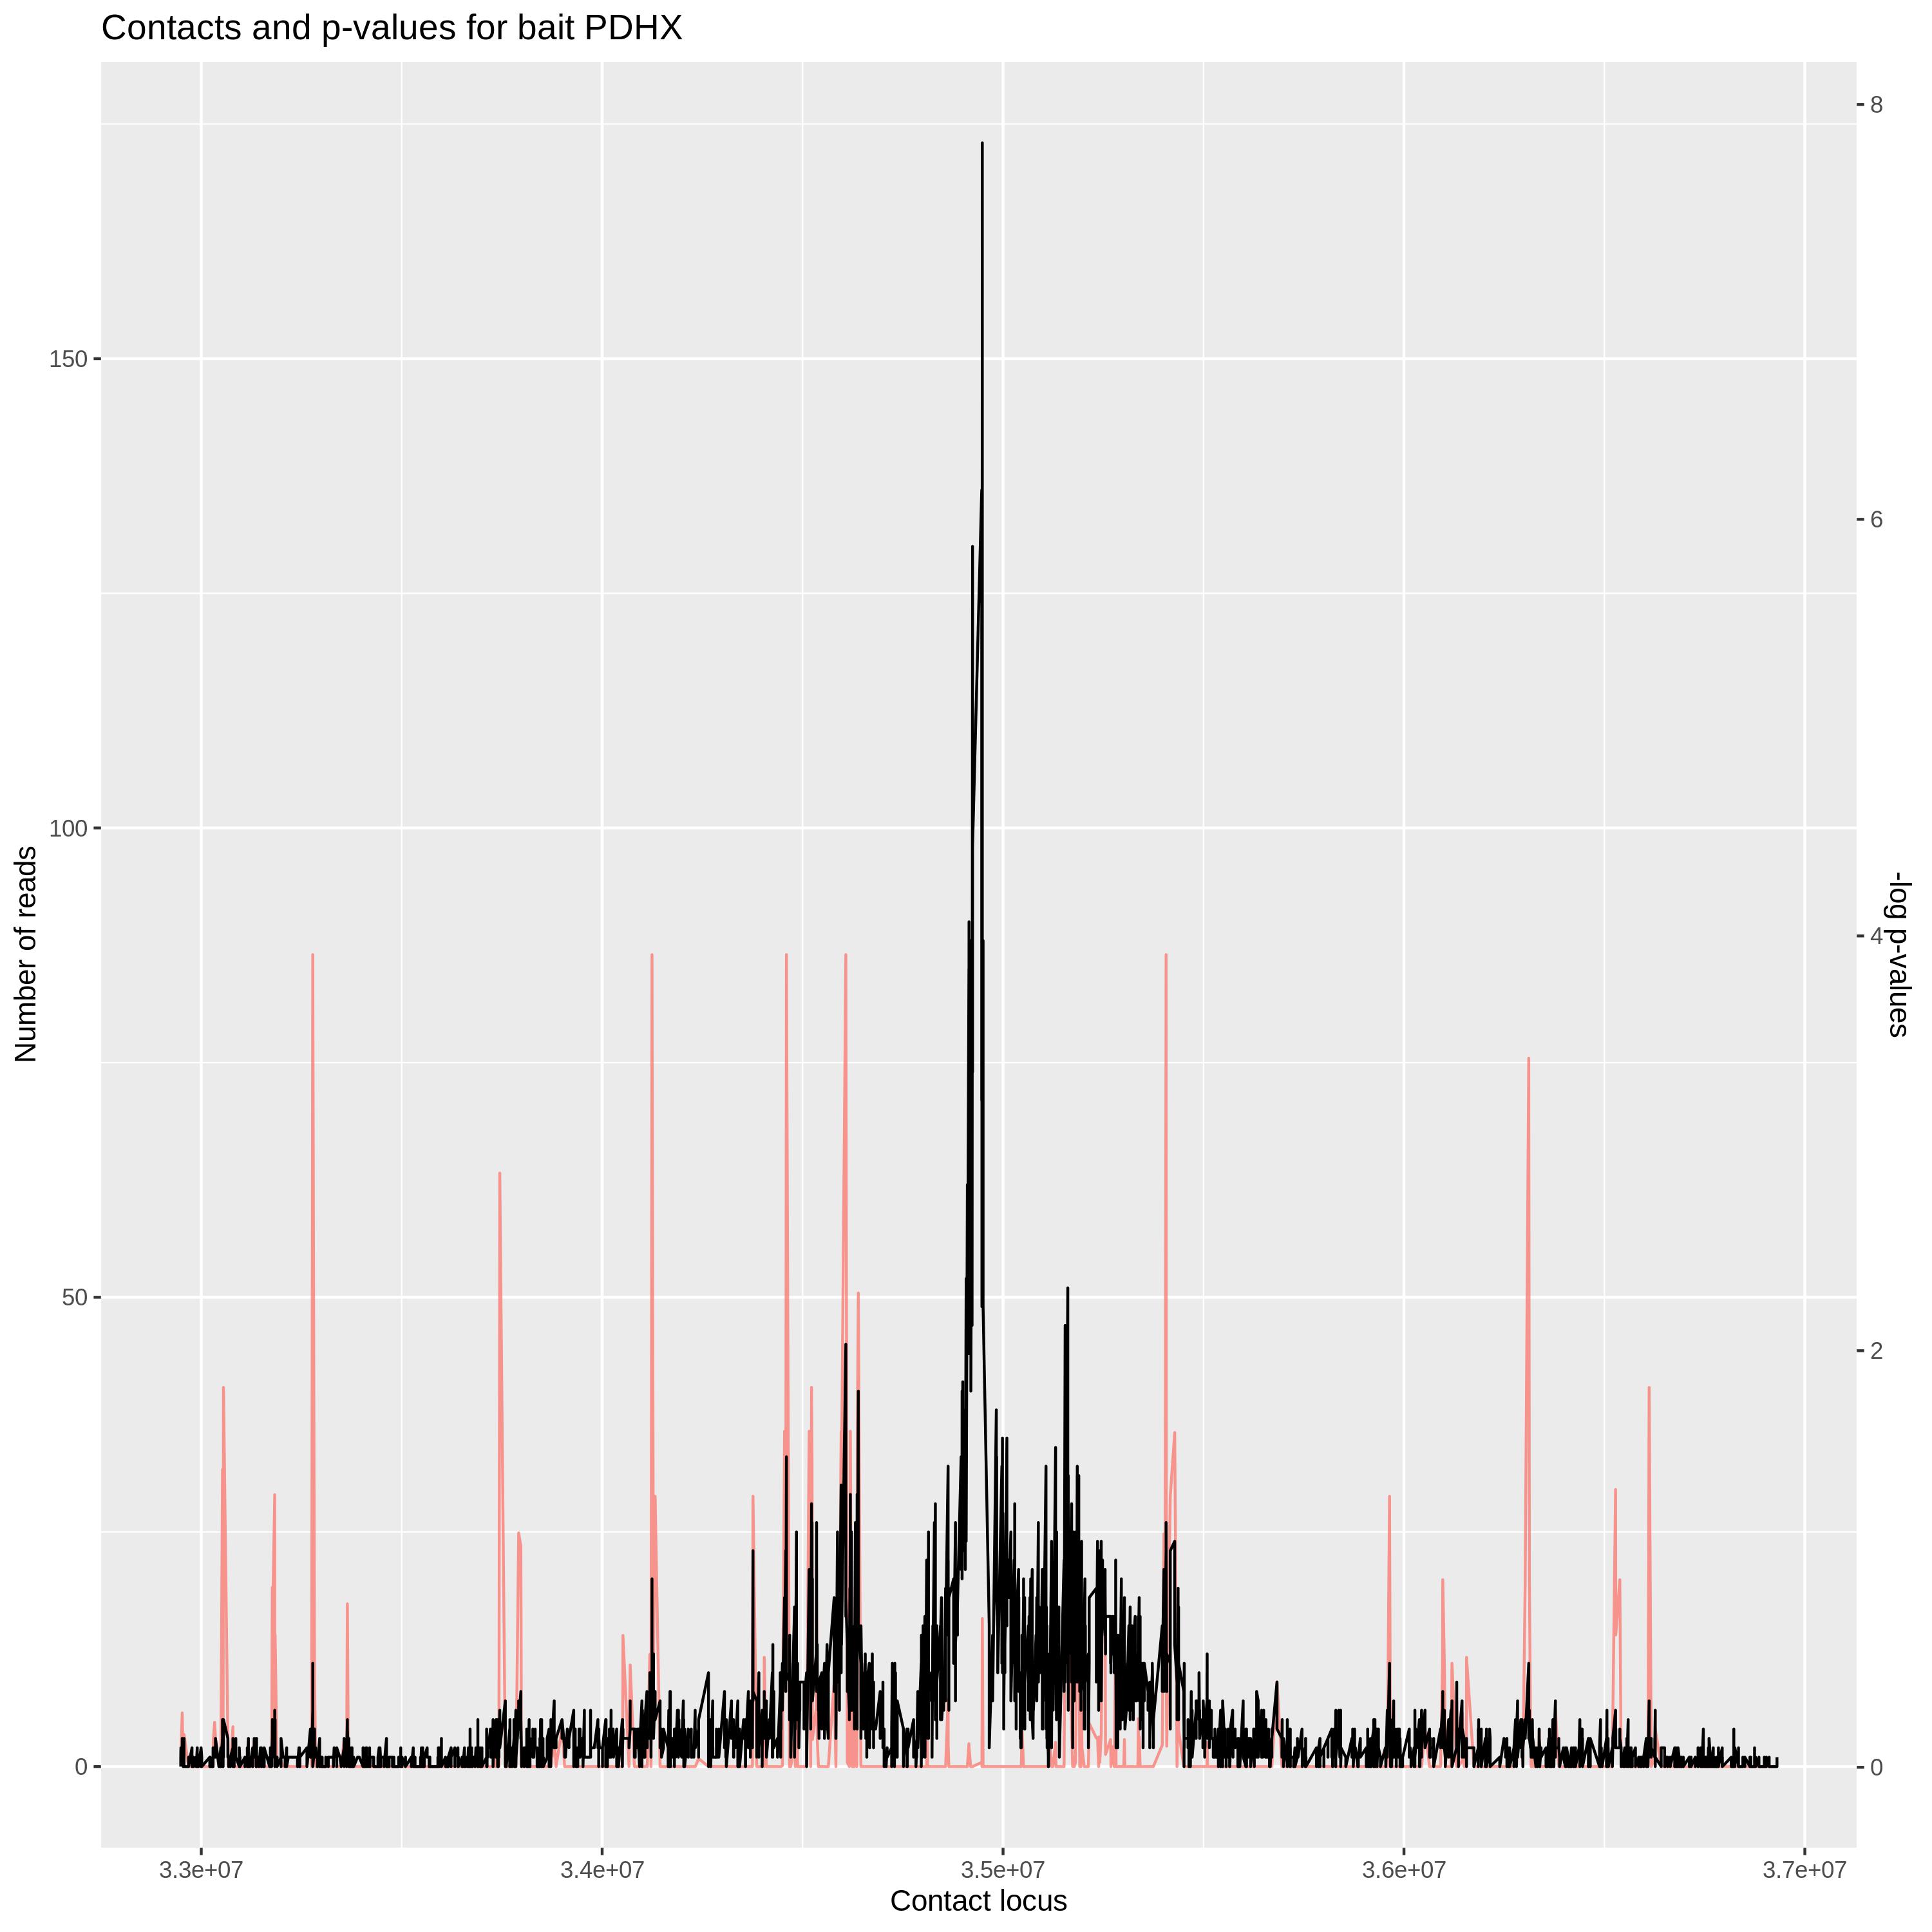 Contacts and p-values for bait PDHX
Number of reads
150
100
50
0
8
6
4
2
0
-log p-values
3.3e+07 3.4e+07 3.5e+07 3.6e+07 3.7e+07
Contact locus